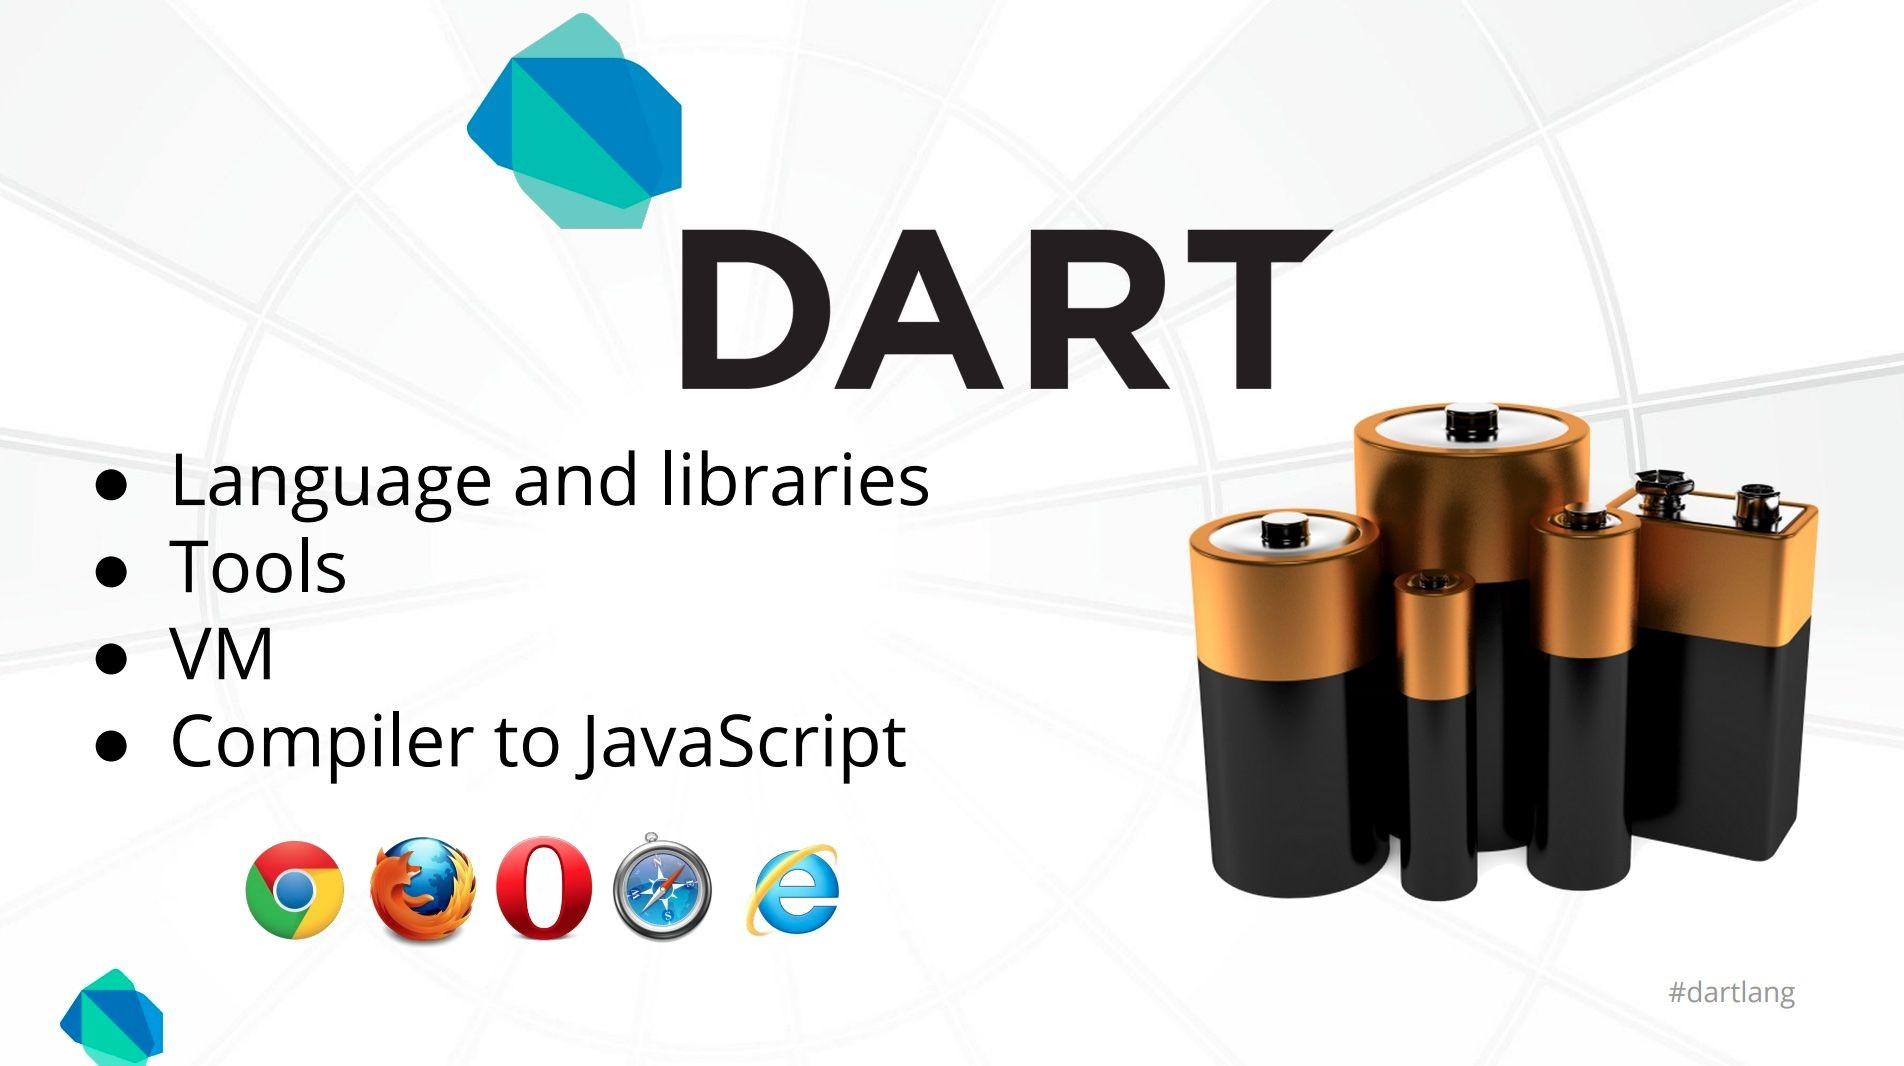 DART
● Language and libraries
● Tools
● VM
● Compiler to JavaScript
#dartlang